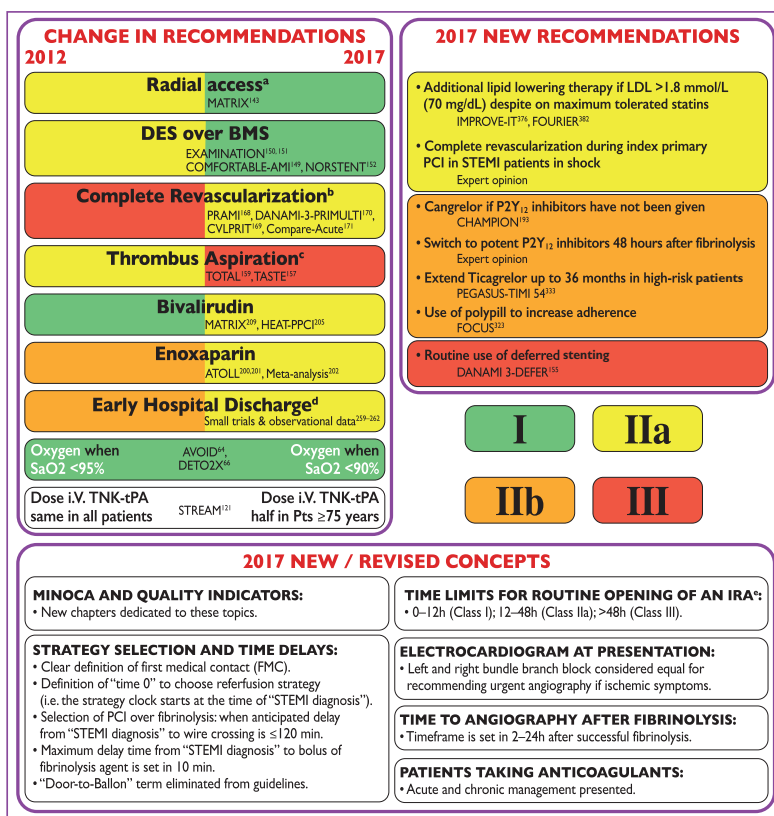 CHANGE IN RECOMMENDATIONS
2012 2017
Radial accessᵃ
MATRIX¹⁴³
DES over BMS
EXAMINATION¹⁵⁰,¹⁵¹
COMFORTABLE-AMI¹⁴⁹, NORSTENT¹⁵²
Complete Revascularizationᵇ
PRAMI¹⁶⁸, DANAMI-3-PRIMULTI¹⁷⁰,
CVLPRIT¹⁶⁹, Compare-Acute¹⁷¹
Thrombus Aspirationᶜ
TOTAL¹⁵⁹, TASTE¹⁵⁷
Bivalirudin
MATRIX²⁰⁹, HEAT-PPCI²⁰⁵
Enoxaparin
ATOLL²⁰⁰,²⁰¹, Meta-analysis²⁰²
Early Hospital Dischargeᵈ
Small trials & observational data²⁵⁹⁻²⁶²
Oxygen when AVOID⁶⁴, Oxygen when
SaO2 <95% DETO2X⁶⁶ SaO2 <90%
Dose i.V. TNK-tPA Dose i.V. TNK-tPA
same in all patients STREAM¹²¹ half in Pts ≥75 years
2017 NEW RECOMMENDATIONS
• Additional lipid lowering therapy if LDL >1.8 mmol/L
(70 mg/dL) despite on maximum tolerated statins
IMPROVE-IT³⁷⁶, FOURIER³⁸²
• Complete revascularization during index primary
PCI in STEMI patients in shock
Expert opinion
• Cangrelor if P2Y₁₂ inhibitors have not been given
CHAMPION¹⁹³
• Switch to potent P2Y₁₂ inhibitors 48 hours after fibrinolysis
Expert opinion
• Extend Ticagrelor up to 36 months in high-risk patients
PEGASUS-TIMI 54³³³
• Use of polypill to increase adherence
FOCUS³²³
• Routine use of deferred stenting
DANAMI 3-DEFER¹⁵⁵
I IIa
IIb III
2017 NEW / REVISED CONCEPTS
MINOCA AND QUALITY INDICATORS:
• New chapters dedicated to these topics.
STRATEGY SELECTION AND TIME DELAYS:
• Clear definition of first medical contact (FMC).
• Definition of “time 0” to choose referfusion strategy
(i.e. the strategy clock starts at the time of “STEMI diagnosis”).
• Selection of PCI over fibrinolysis: when anticipated delay
from “STEMI diagnosis” to wire crossing is ≤120 min.
• Maximum delay time from “STEMI diagnosis” to bolus of
fibrinolysis agent is set in 10 min.
• “Door-to-Ballon” term eliminated from guidelines.
TIME LIMITS FOR ROUTINE OPENING OF AN IRAᵉ:
• 0–12h (Class I); 12–48h (Class IIa); >48h (Class III).
ELECTROCARDIOGRAM AT PRESENTATION:
• Left and right bundle branch block considered equal for
recommending urgent angiography if ischemic symptoms.
TIME TO ANGIOGRAPHY AFTER FIBRINOLYSIS:
• Timeframe is set in 2–24h after successful fibrinolysis.
PATIENTS TAKING ANTICOAGULANTS:
• Acute and chronic management presented.